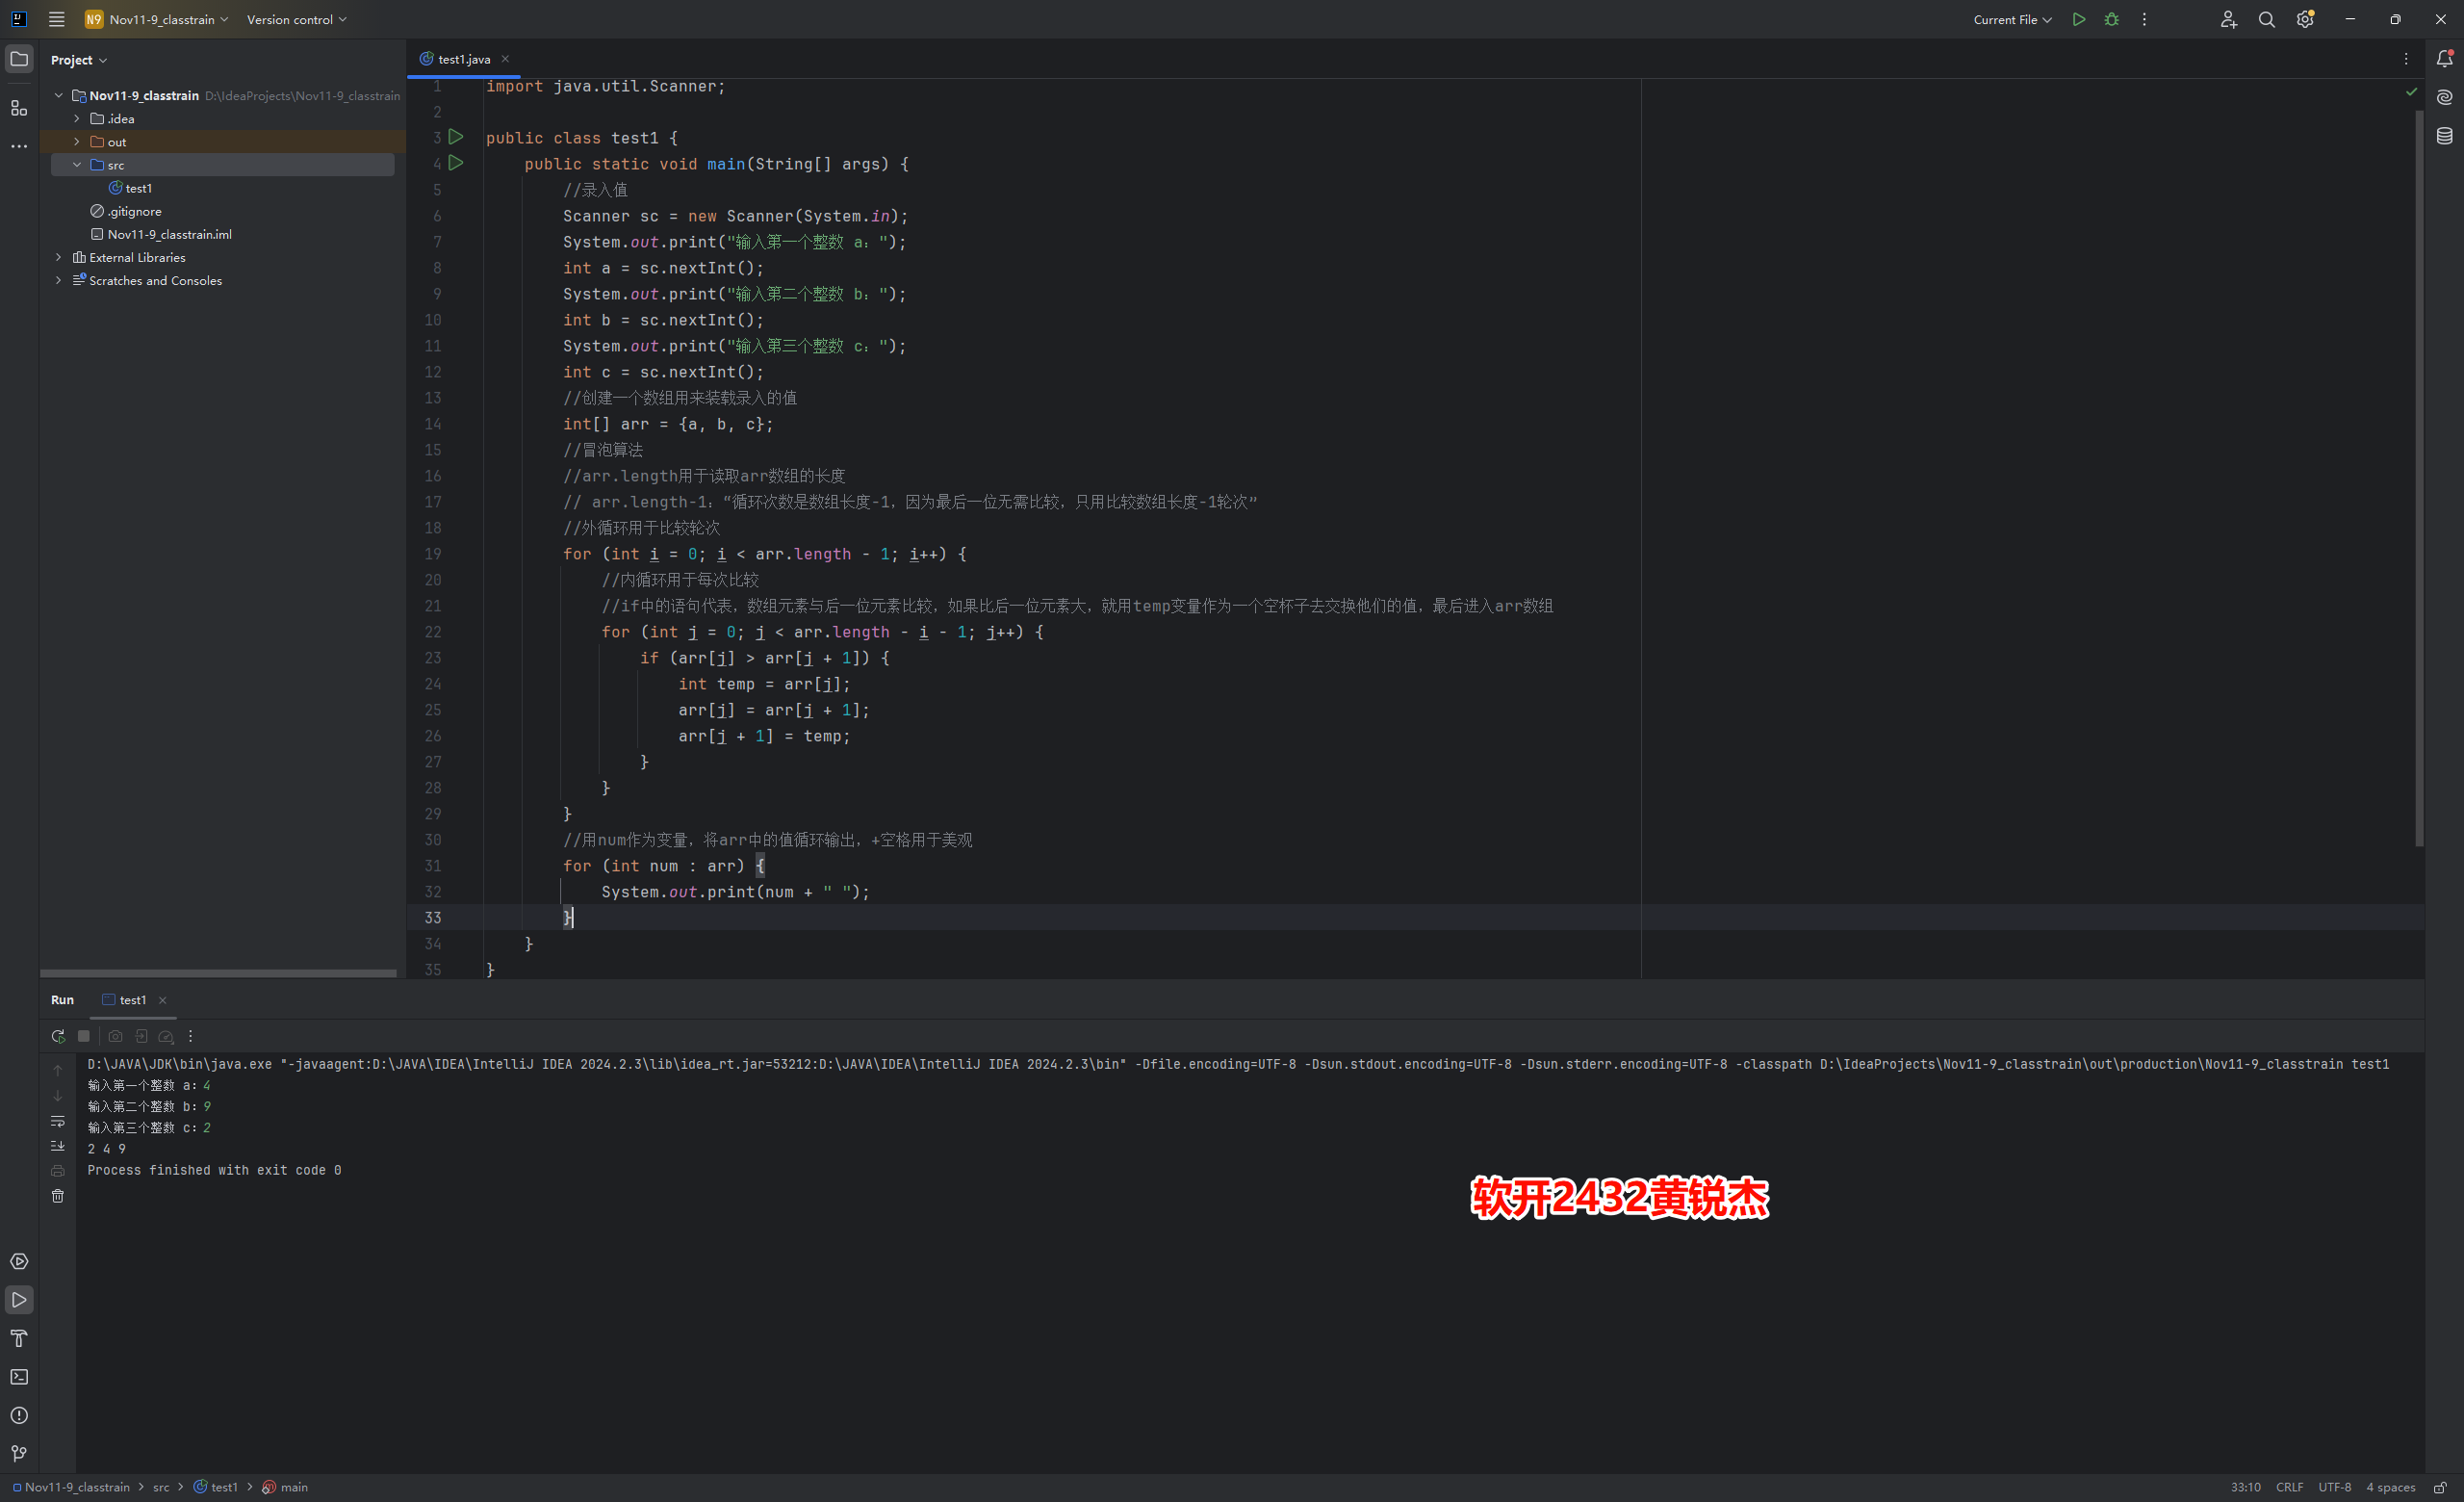 N9 Nov11-9_classtrain Version control Current File
Project
test1.java
Nov11-9_classtrain D:\IdeaProjects\Nov11-9_classtrain
.idea
out
src
test1
.gitignore
Nov11-9_classtrain.iml
External Libraries
Scratches and Consoles
1 import java.util.Scanner;
2
3 public class test1 {
4 public static void main(String[] args) {
5 //录入值
6 Scanner sc = new Scanner(System.in);
7 System.out.print("输入第一个整数 a：");
8 int a = sc.nextInt();
9 System.out.print("输入第二个整数 b：");
10 int b = sc.nextInt();
11 System.out.print("输入第三个整数 c：");
12 int c = sc.nextInt();
13 //创建一个数组用来装载录入的值
14 int[] arr = {a, b, c};
15 //冒泡算法
16 //arr.length用于读取arr数组的长度
17 // arr.length-1：“循环次数是数组长度-1，因为最后一位无需比较，只用比较数组长度-1轮次”
18 //外循环用于比较轮次
19 for (int i = 0; i < arr.length - 1; i++) {
20 //内循环用于每次比较
21 //if中的语句代表，数组元素与后一位元素比较，如果比后一位元素大，就用temp变量作为一个空杯子去交换他们的值，最后进入arr数组
22 for (int j = 0; j < arr.length - i - 1; j++) {
23 if (arr[j] > arr[j + 1]) {
24 int temp = arr[j];
25 arr[j] = arr[j + 1];
26 arr[j + 1] = temp;
27 }
28 }
29 }
30 //用num作为变量，将arr中的值循环输出，+空格用于美观
31 for (int num : arr) {
32 System.out.print(num + " ");
33 }
34 }
35 }
Run test1
D:\JAVA\JDK\bin\java.exe "-javaagent:D:\JAVA\IDEA\IntelliJ IDEA 2024.2.3\lib\idea_rt.jar=53212:D:\JAVA\IDEA\IntelliJ IDEA 2024.2.3\bin" -Dfile.encoding=UTF-8 -Dsun.stdout.encoding=UTF-8 -Dsun.stderr.encoding=UTF-8 -classpath D:\IdeaProjects\Nov11-9_classtrain\out\production\Nov11-9_classtrain test1
输入第一个整数 a：4
输入第二个整数 b：9
输入第三个整数 c：2
2 4 9
Process finished with exit code 0
软开2432黄锐杰
Nov11-9_classtrain > src > test1 > main 33:10 CRLF UTF-8 4 spaces